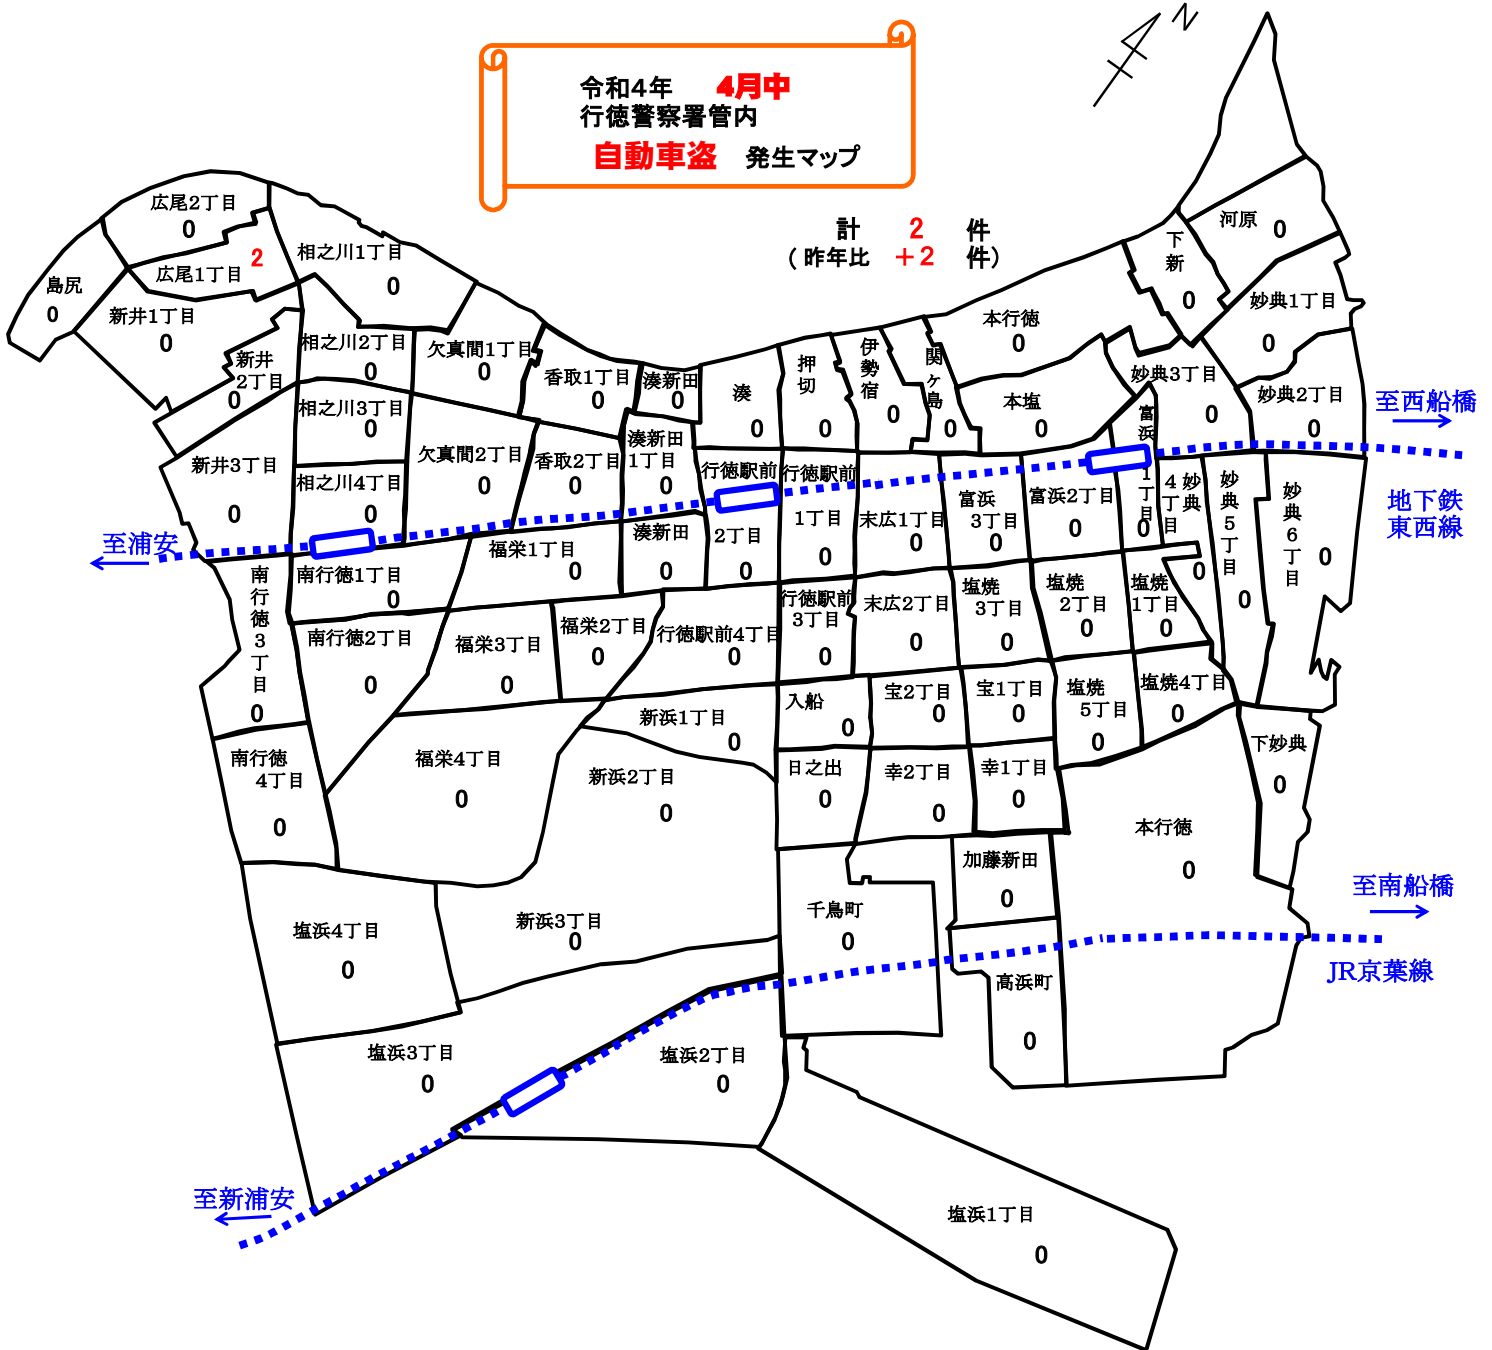 令和4年 4月中
行徳警察署管内
自動車盗 発生マップ
計 2 件
(昨年比 +2 件)
N
広尾2丁目
0
広尾1丁目
2
島尻
0
相之川1丁目
0
新井1丁目
0
新井
2丁目
0
相之川2丁目
0
欠真間1丁目
0
香取1丁目
0
湊新田
0
湊
0
押切
0
伊勢宿
0
関ヶ島
0
本行徳
0
下新
0
河原
0
妙典1丁目
0
妙典2丁目
0
妙典3丁目
0
本塩
0
富浜
1丁目
0
至西船橋
地下鉄
東西線
新井3丁目
0
相之川3丁目
0
相之川4丁目
0
欠真間2丁目
0
香取2丁目
0
湊新田
1丁目
0
湊新田
2丁目
0
行徳駅前
0
行徳駅前
1丁目
0
末広1丁目
0
富浜
3丁目
0
富浜2丁目
0
妙典
4丁目
0
妙典5丁目
0
妙典6丁目
0
至浦安
南行徳3丁目
0
南行徳1丁目
0
福栄1丁目
0
南行徳2丁目
0
福栄3丁目
0
福栄2丁目
0
行徳駅前4丁目
0
行徳駅前
3丁目
0
末広2丁目
0
塩焼
3丁目
0
塩焼
2丁目
0
塩焼
1丁目
0
南行徳
4丁目
0
福栄4丁目
0
新浜1丁目
0
新浜2丁目
0
入船
0
宝2丁目
0
宝1丁目
0
塩焼
5丁目
0
塩焼4丁目
0
日之出
0
幸2丁目
0
幸1丁目
0
下妙典
0
本行徳
0
加藤新田
0
千鳥町
0
高浜町
0
至南船橋
JR京葉線
塩浜4丁目
0
新浜3丁目
0
塩浜3丁目
0
塩浜2丁目
0
至新浦安
塩浜1丁目
0